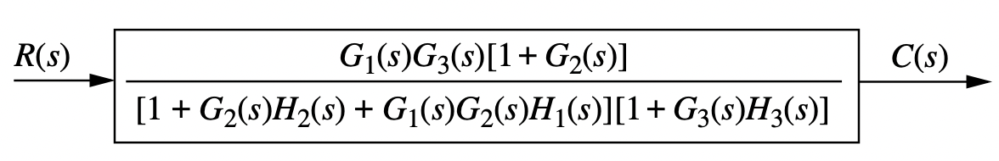 R(s)
G₁(s)G₃(s)[1 + G₂(s)]
[1 + G₂(s)H₂(s) + G₁(s)G₂(s)H₁(s)][1 + G₃(s)H₃(s)]
C(s)